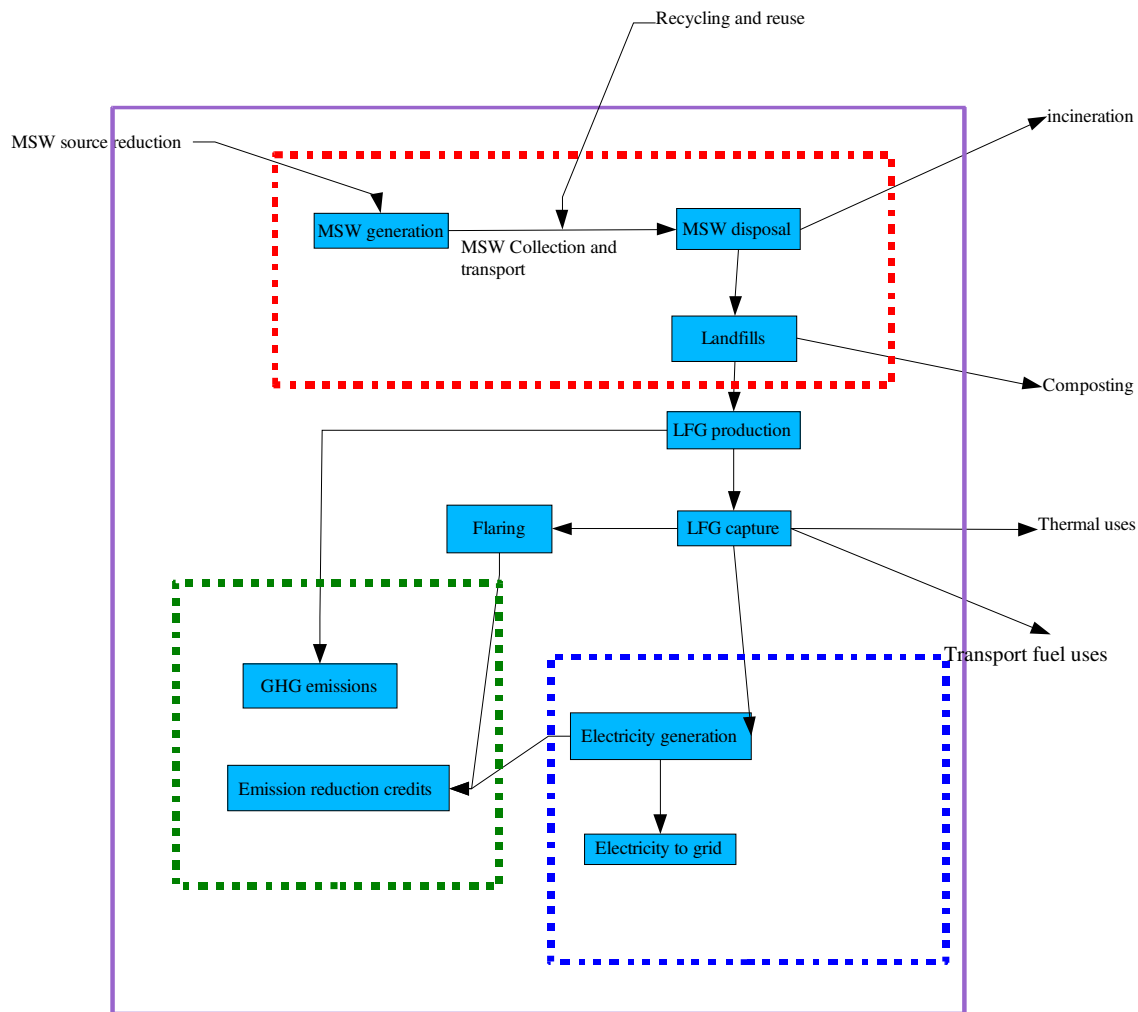 Recycling and reuse
incineration
MSW source reduction
MSW generation
MSW disposal
MSW Collection and
transport
Landfills
Composting
LFG production
Flaring
LFG capture
Thermal uses
Transport fuel uses
GHG emissions
Electricity generation
Emission reduction credits
Electricity to grid